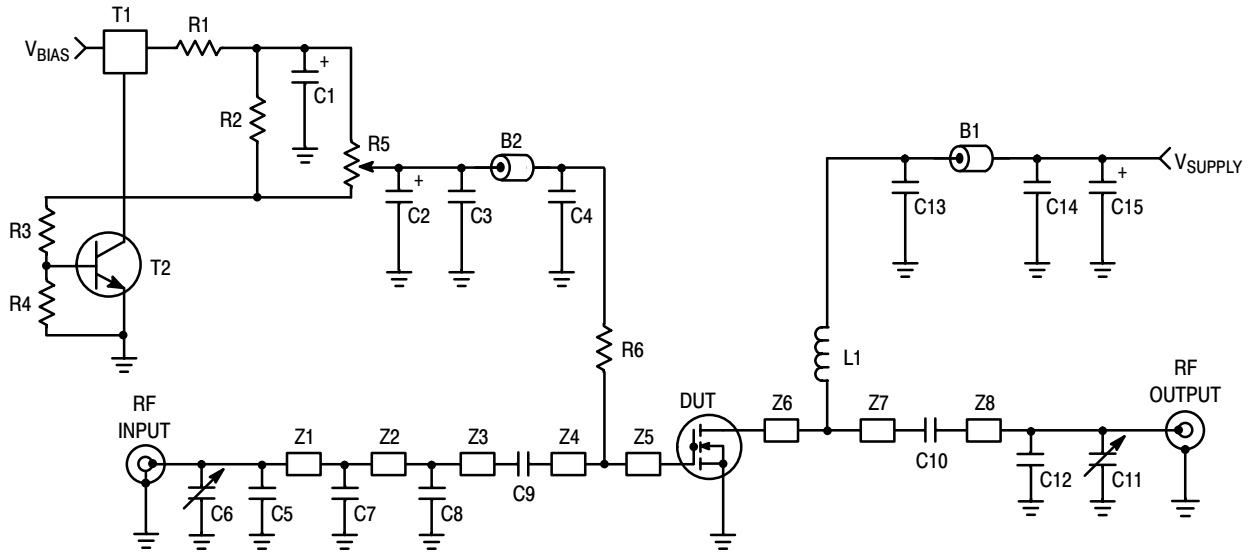 T1
R1
VBIAS
+
C1
R2
R5
B2
B1
VSUPPLY
+
C2
C3
C4
C13
C14
+
C15
R3
T2
R4
R6
L1
RF
INPUT
DUT
RF
OUTPUT
Z1
Z2
Z3
Z4
Z5
Z6
Z7
Z8
C9
C10
C6
C5
C7
C8
C12
C11